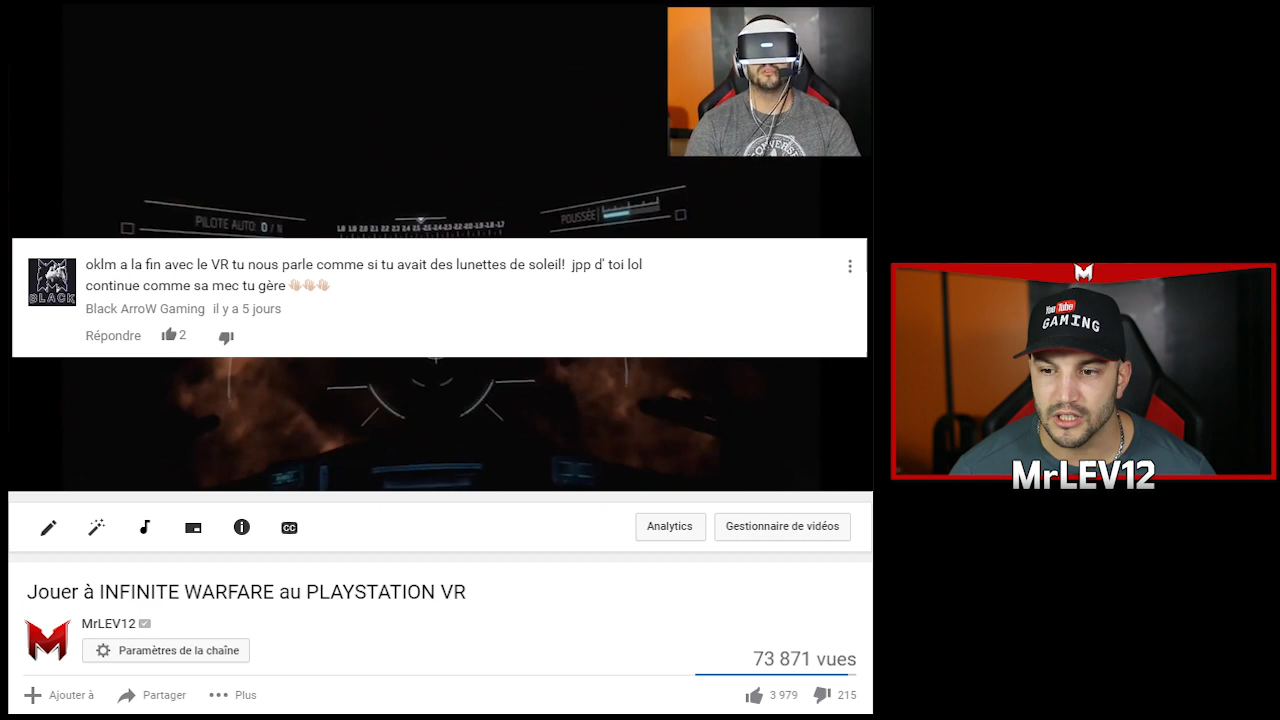 CONVERSE
PILOTE AUTO: 0 / N
POUSSÉE
oklm a la fin avec le VR tu nous parle comme si tu avait des lunettes de soleil!  jpp d' toi lol
continue comme sa mec tu gère 👋🏻👋🏻👋🏻
BLACK
Black ArroW Gaming il y a 5 jours
Répondre 2
YouTube
GAMING
MrLEV12
CC
Analytics
Gestionnaire de vidéos
Jouer à INFINITE WARFARE au PLAYSTATION VR
MrLEV12
Paramètres de la chaîne
73 871 vues
Ajouter à
Partager
Plus
3 979
215